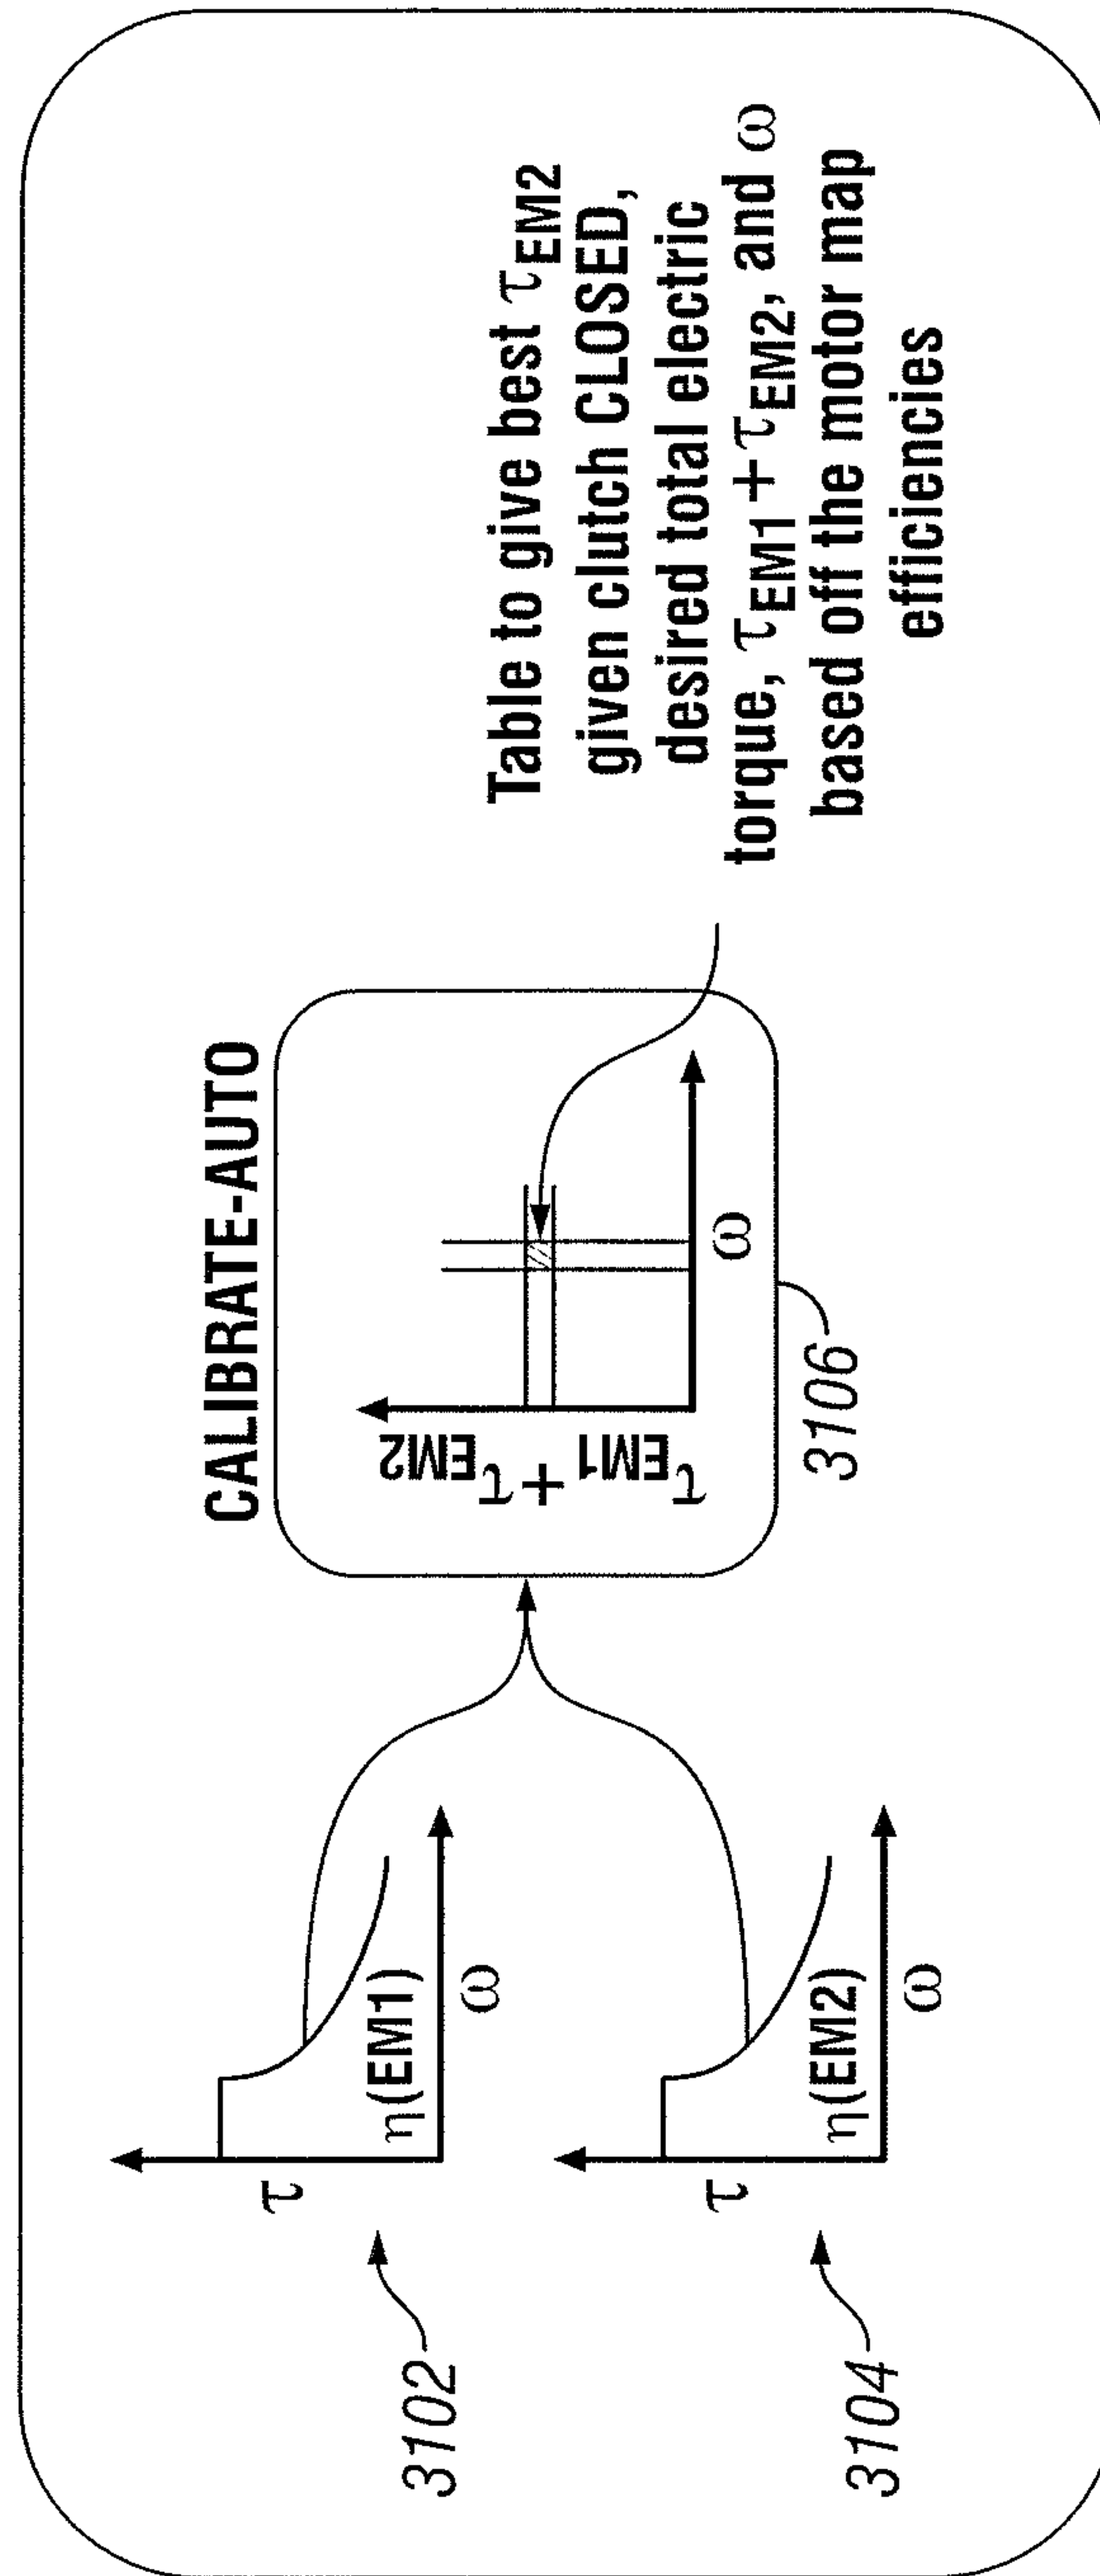 CALIBRATE-AUTO
τ
η(EM1)
ω
3102
τ
η(EM2)
ω
3104
τEM1 + τEM2
ω
3106
Table to give best τEM2
given clutch CLOSED,
desired total electric
torque, τEM1 + τEM2, and ω
based off the motor map
efficiencies